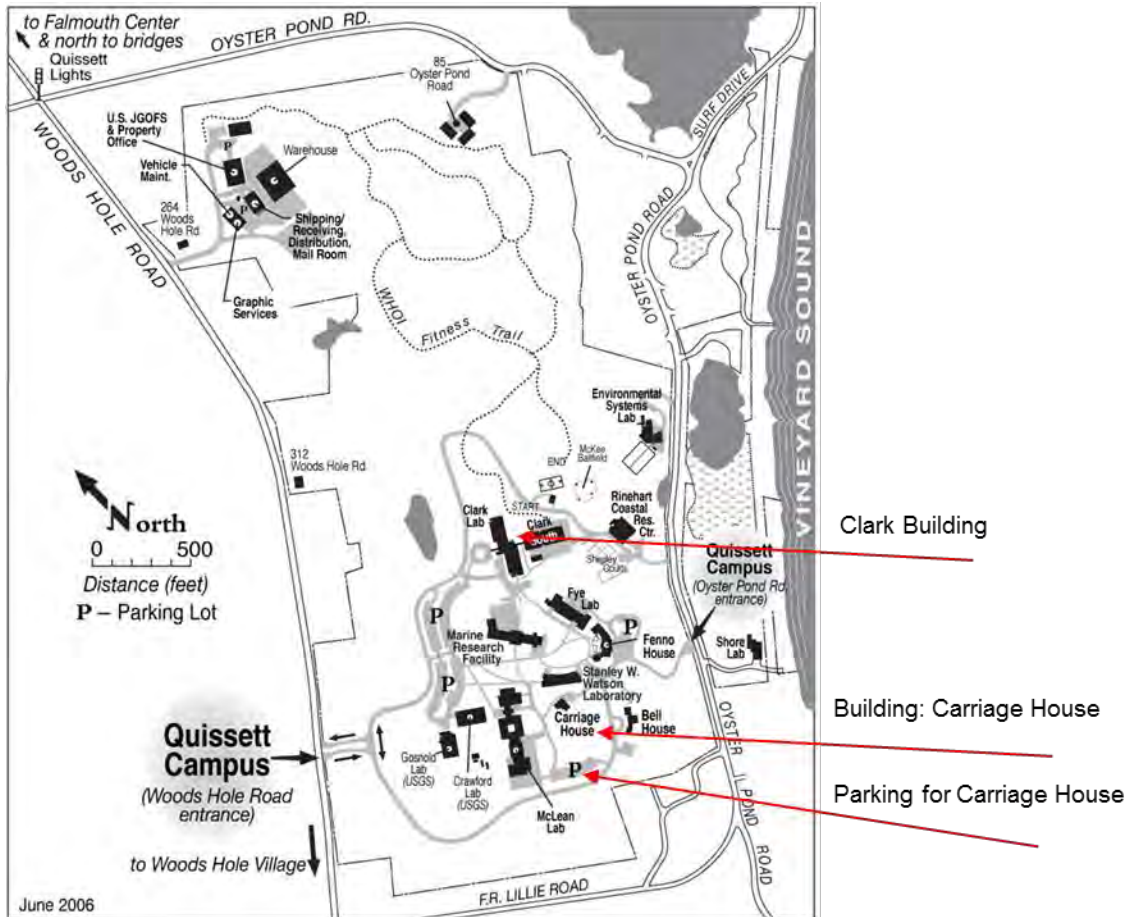 to Falmouth Center
& north to bridges
Quissett
Lights
OYSTER POND RD.
85
Oyster Pond
Road
SURF DRIVE
WOODS HOLE ROAD
U.S. JGOFS
& Property
Office
P
Warehouse
Vehicle
Maint.
P
264
Woods
Hole Rd
Shipping/
Receiving,
Distribution,
Mail Room
Graphic
Services
OYSTER POND ROAD
VINEYARD SOUND
WHOI Fitness Trail
Environmental
Systems
Lab
312
Woods Hole Rd
END
McKee
Ballfield
START
Clark
Lab
Clark
South
Rinehart
Coastal
Res.
Ctr.
North
0 500
Distance (feet)
P – Parking Lot
Clark Building
Quissett
Campus
(Oyster Pond Rd.
entrance)
Fye
Lab
P
P
Marine
Research
Facility
Fenno
House
Shore
Lab
Stanley W.
Watson
Laboratory
P
Carriage
House
Bell
House
Building: Carriage House
Quissett
Campus
(Woods Hole Road
entrance)
Gosnold
Lab
(USGS)
Crawford
Lab
(USGS)
P
McLean
Lab
Parking for Carriage House
OYSTER POND ROAD
to Woods Hole Village
F.R. LILLIE ROAD
June 2006